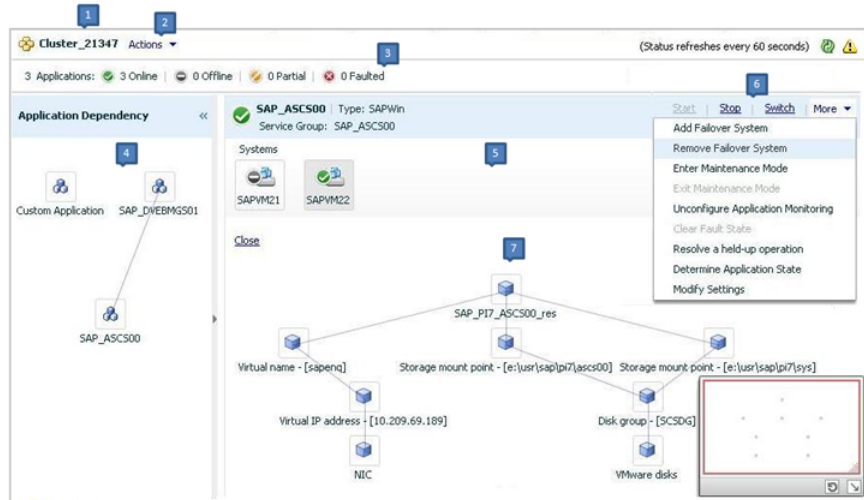 1
2
Cluster_21347 Actions
(Status refreshes every 60 seconds)
3
3 Applications: 3 Online | 0 Offline | 0 Partial | 0 Faulted
6
Application Dependency «
SAP_ASCS00 | Type: SAPWin
Service Group: SAP_ASCS00
Start | Stop | Switch | More
Add Failover System
Remove Failover System
Enter Maintenance Mode
Exit Maintenance Mode
Unconfigure Application Monitoring
Clear Fault State
Resolve a held-up operation
Determine Application State
Modify Settings
4
Custom Application
SAP_DVEBMGS01
SAP_ASCS00
Systems
5
SAPVM21
SAPVM22
Close
7
SAP_PI7_ASCS00_res
Virtual name - [sapenq]
Storage mount point - [e:\usr\sap\pi7\ascs00]
Storage mount point - [e:\usr\sap\pi7\sys]
Virtual IP address - [10.209.69.189]
Disk group - [SCSDG]
NIC
VMware disks